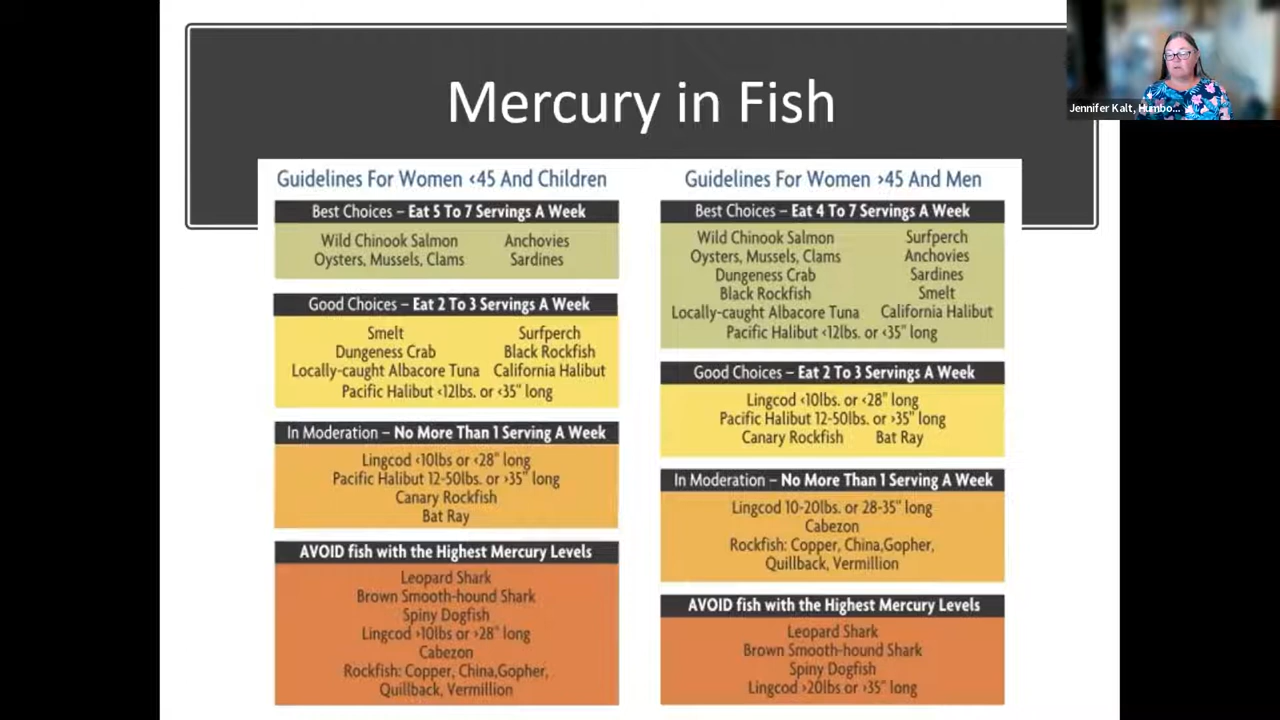 Mercury in Fish
Jennifer Kalt, Humbo...
Guidelines For Women <45 And Children
Best Choices – Eat 5 To 7 Servings A Week
Wild Chinook Salmon Anchovies
Oysters, Mussels, Clams Sardines
Good Choices – Eat 2 To 3 Servings A Week
Smelt Surfperch
Dungeness Crab Black Rockfish
Locally-caught Albacore Tuna California Halibut
Pacific Halibut <12lbs. or <35" long
In Moderation – No More Than 1 Serving A Week
Lingcod <10lbs or <28" long
Pacific Halibut 12-50lbs. or >35" long
Canary Rockfish
Bat Ray
AVOID fish with the Highest Mercury Levels
Leopard Shark
Brown Smooth-hound Shark
Spiny Dogfish
Lingcod >10lbs or >28" long
Cabezon
Rockfish: Copper, China,Gopher,
Quillback, Vermillion
Guidelines For Women >45 And Men
Best Choices – Eat 4 To 7 Servings A Week
Wild Chinook Salmon Surfperch
Oysters, Mussels, Clams Anchovies
Dungeness Crab Sardines
Black Rockfish Smelt
Locally-caught Albacore Tuna California Halibut
Pacific Halibut <12lbs. or <35" long
Good Choices – Eat 2 To 3 Servings A Week
Lingcod <10lbs. or <28" long
Pacific Halibut 12-50lbs. or >35" long
Canary Rockfish Bat Ray
In Moderation – No More Than 1 Serving A Week
Lingcod 10-20lbs. or 28-35" long
Cabezon
Rockfish: Copper, China,Gopher,
Quillback, Vermillion
AVOID fish with the Highest Mercury Levels
Leopard Shark
Brown Smooth-hound Shark
Spiny Dogfish
Lingcod >20lbs or >35" long